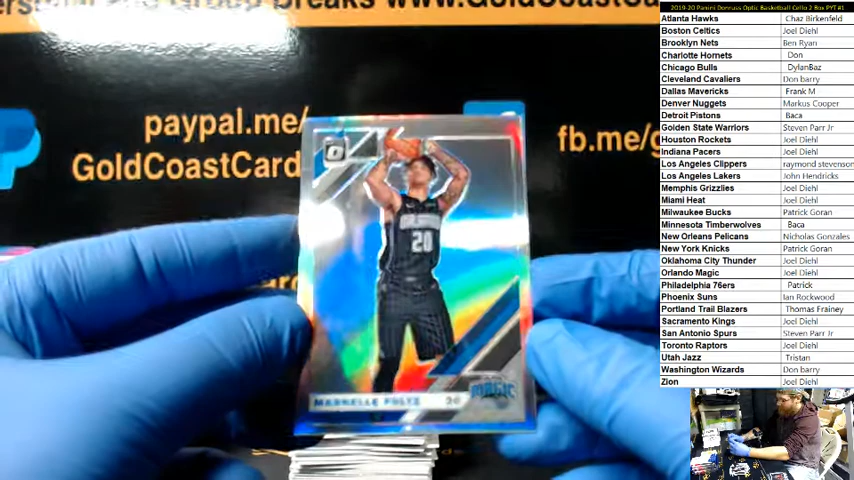 ersonal and Group Breaks www.GoldCoastCa
paypal.me/
GoldCoastCard
fb.me/g
ORLANDO
20
MARKELLE FULTZ 20
MAGIC
2019-20 Panini Donruss Optic Basketball Cello 2 Box PYT #1
Atlanta Hawks Chaz Birkenfeld
Boston Celtics Joel Diehl
Brooklyn Nets Ben Ryan
Charlotte Hornets Don
Chicago Bulls DylanBaz
Cleveland Cavaliers Don barry
Dallas Mavericks Frank M
Denver Nuggets Markus Cooper
Detroit Pistons Baca
Golden State Warriors Steven Parr Jr
Houston Rockets Joel Diehl
Indiana Pacers Joel Diehl
Los Angeles Clippers raymond stevenson
Los Angeles Lakers John Hendricks
Memphis Grizzlies Joel Diehl
Miami Heat Joel Diehl
Milwaukee Bucks Patrick Goran
Minnesota Timberwolves Baca
New Orleans Pelicans Nicholas Gonzales
New York Knicks Patrick Goran
Oklahoma City Thunder Joel Diehl
Orlando Magic Joel Diehl
Philadelphia 76ers Patrick
Phoenix Suns Ian Rockwood
Portland Trail Blazers Thomas Frainey
Sacramento Kings Joel Diehl
San Antonio Spurs Steven Parr Jr
Toronto Raptors Joel Diehl
Utah Jazz Tristan
Washington Wizards Don barry
Zion Joel Diehl